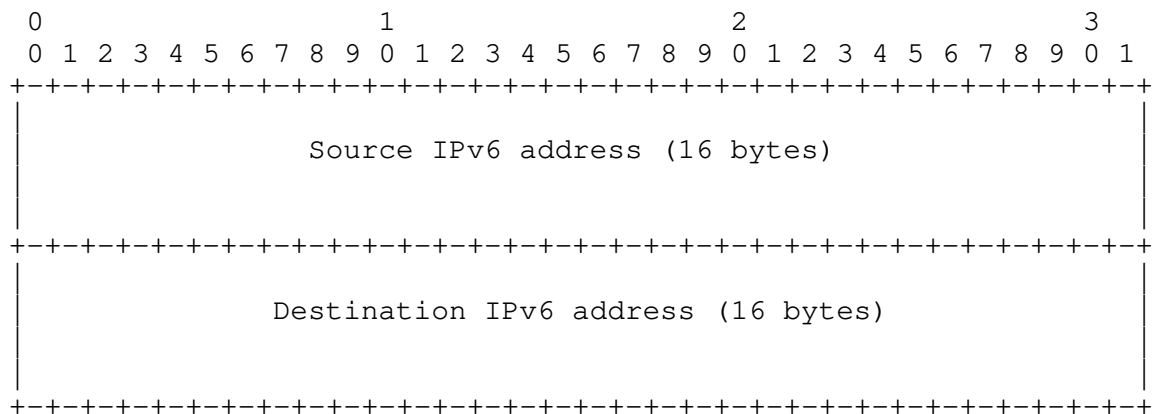 0                   1                   2                   3
0 1 2 3 4 5 6 7 8 9 0 1 2 3 4 5 6 7 8 9 0 1 2 3 4 5 6 7 8 9 0 1
+-+-+-+-+-+-+-+-+-+-+-+-+-+-+-+-+-+-+-+-+-+-+-+-+-+-+-+-+-+-+-+-+
Source IPv6 address (16 bytes)
+-+-+-+-+-+-+-+-+-+-+-+-+-+-+-+-+-+-+-+-+-+-+-+-+-+-+-+-+-+-+-+-+
Destination IPv6 address (16 bytes)
+-+-+-+-+-+-+-+-+-+-+-+-+-+-+-+-+-+-+-+-+-+-+-+-+-+-+-+-+-+-+-+-+